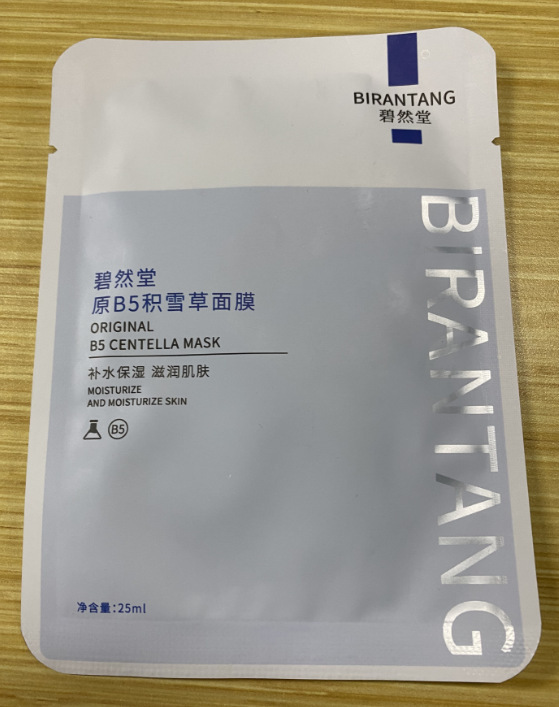 BIRANTANG
碧然堂
BIRANTANG
碧然堂
原B5积雪草面膜
ORIGINAL
B5 CENTELLA MASK
补水保湿 滋润肌肤
MOISTURIZE
AND MOISTURIZE SKIN
B5
净含量:25ml